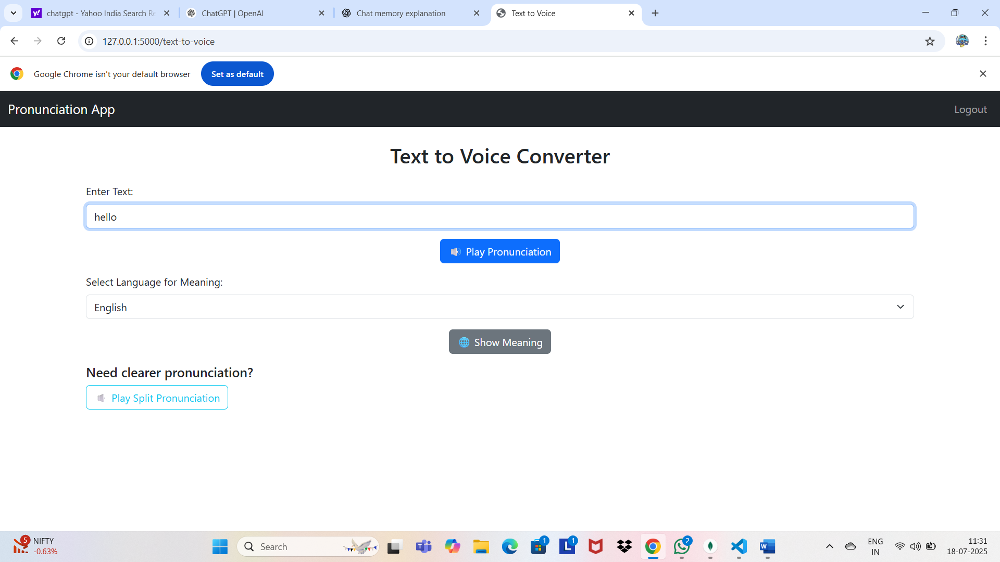 chatgpt - Yahoo India Search Re
ChatGPT | OpenAI
Chat memory explanation
Text to Voice
127.0.0.1:5000/text-to-voice
Google Chrome isn't your default browser
Set as default
Pronunciation App
Logout
Text to Voice Converter
Enter Text:
hello
Play Pronunciation
Select Language for Meaning:
English
Show Meaning
Need clearer pronunciation?
Play Split Pronunciation
5
NIFTY
-0.63%
Search
1
L
1
2
W
ENG
IN
11:31
18-07-2025